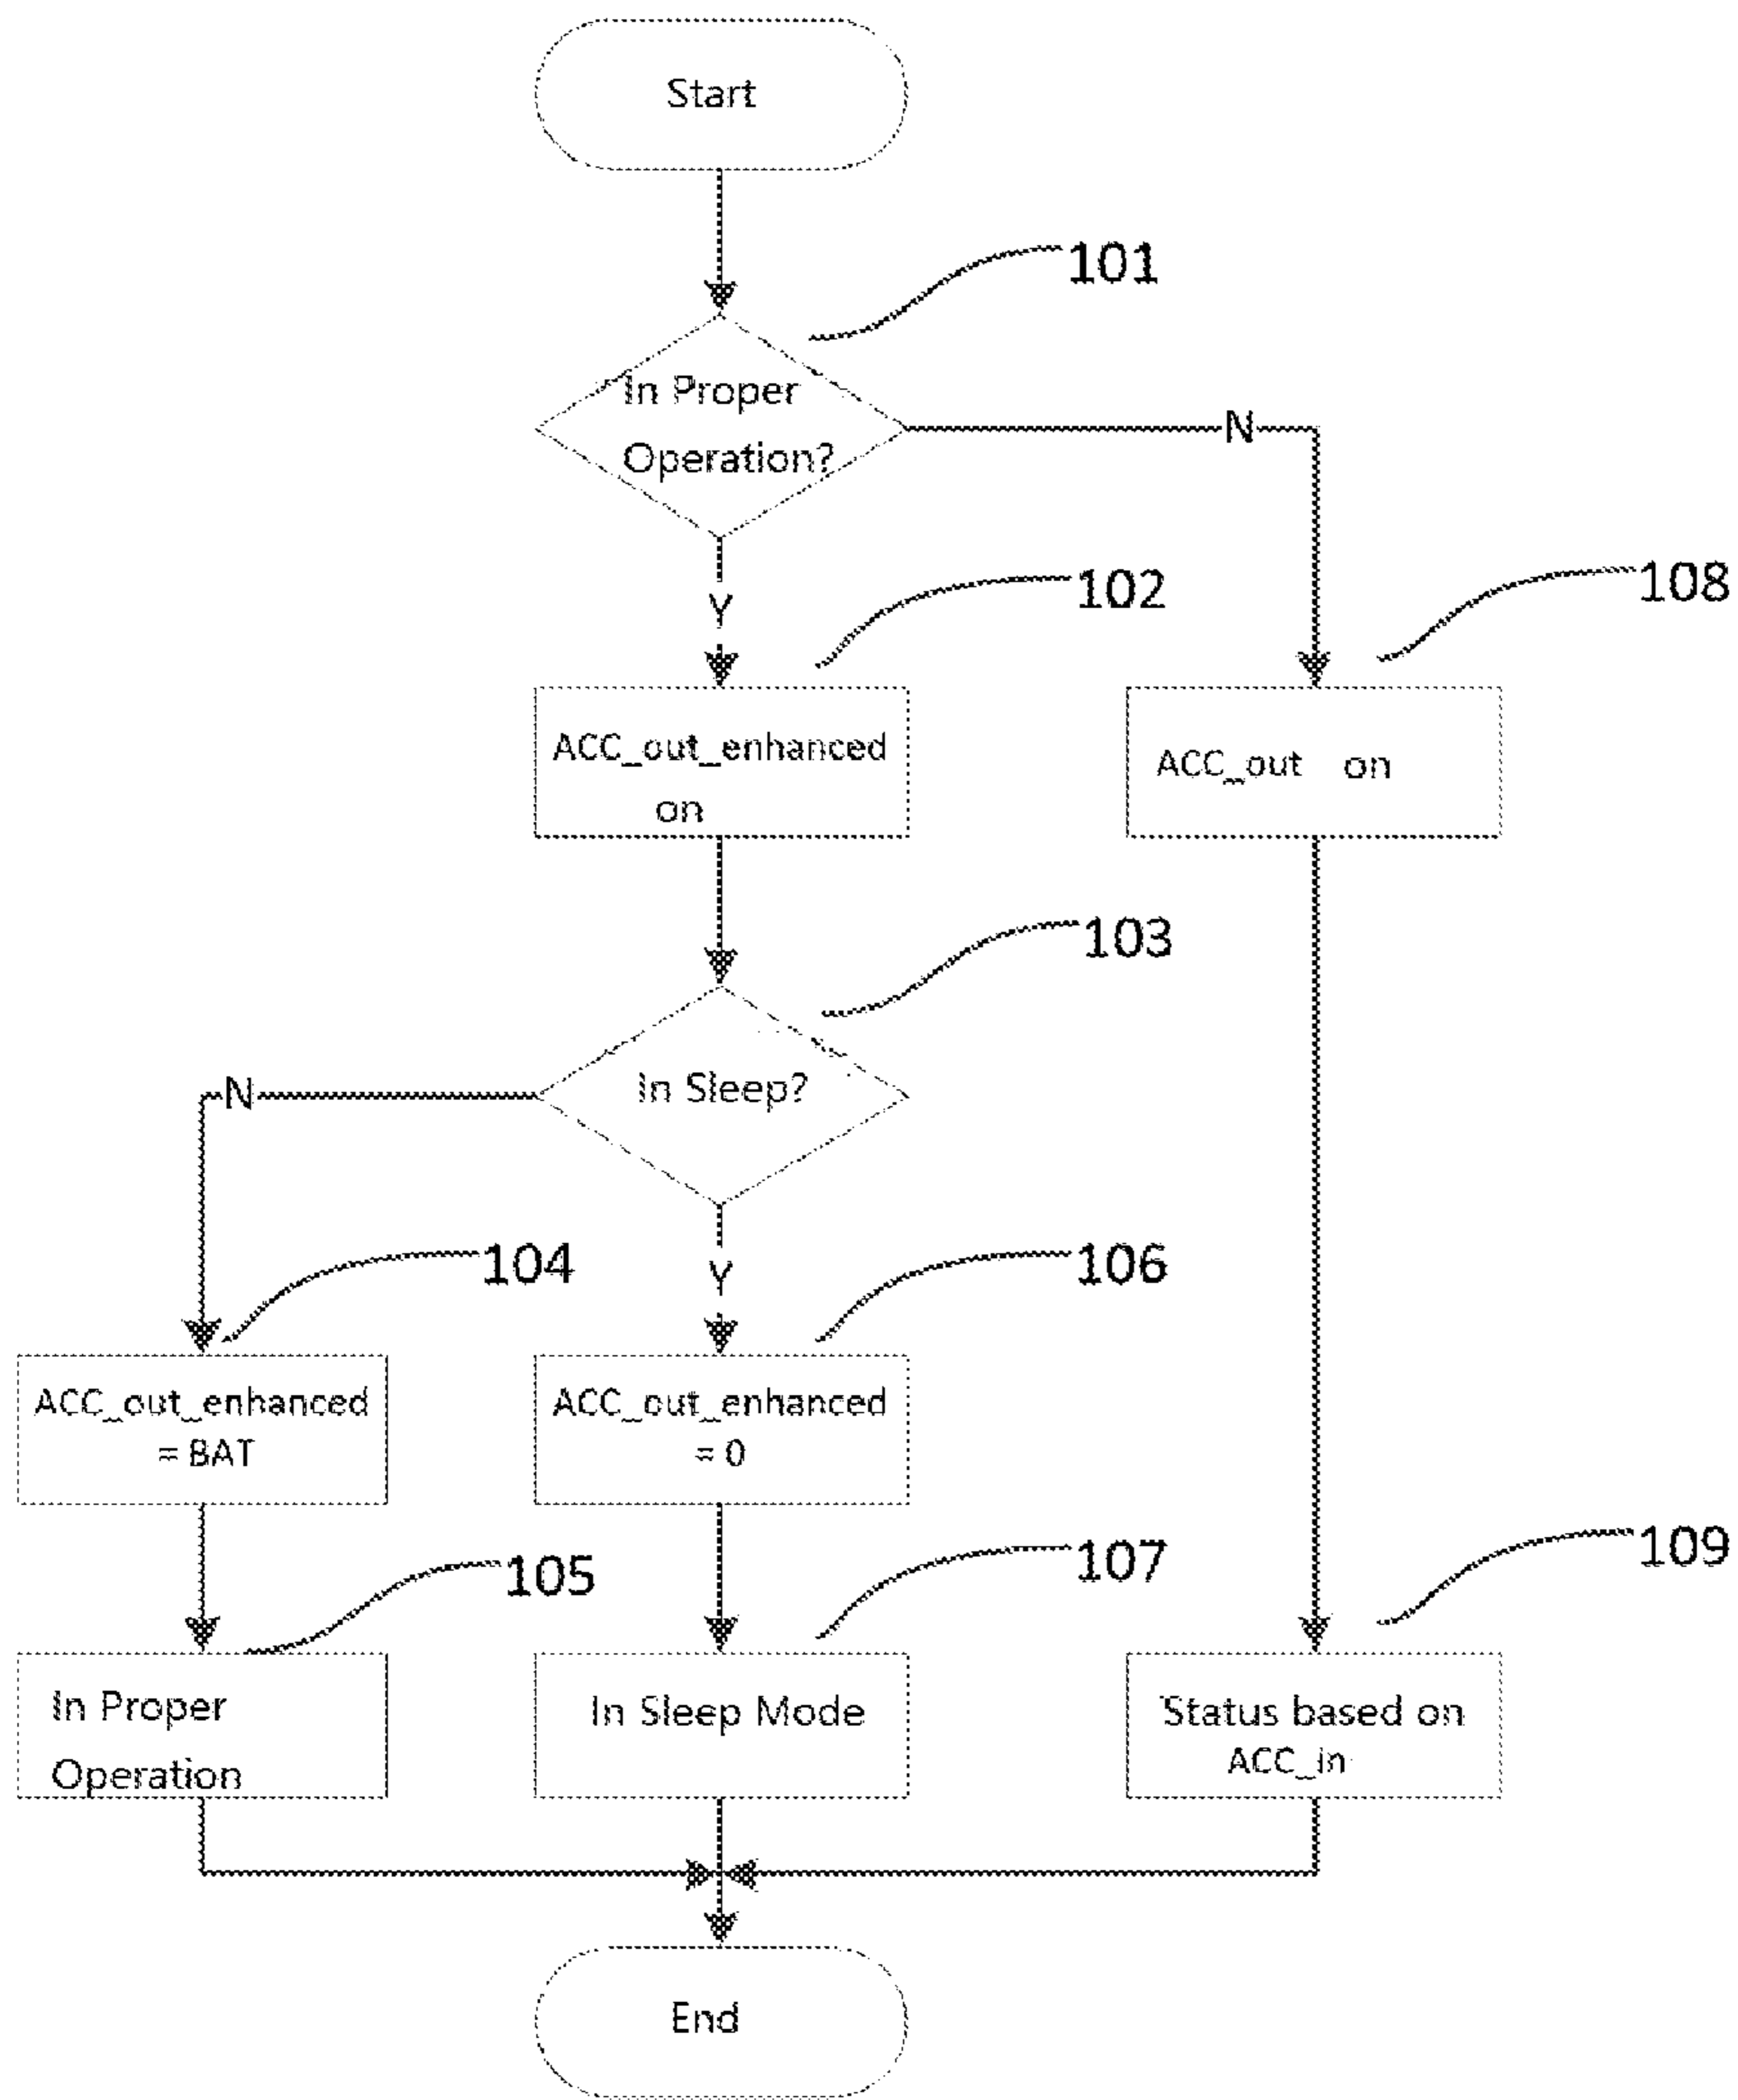 Start
101
In Proper
Operation?
N
Y
102
108
ACC_out_enhanced
on
ACC_out on
103
In Sleep?
N
Y
104
106
ACC_out_enhanced
= BAT
ACC_out_enhanced
= 0
105
107
109
In Proper
Operation
In Sleep Mode
Status based on
ACC_in
End